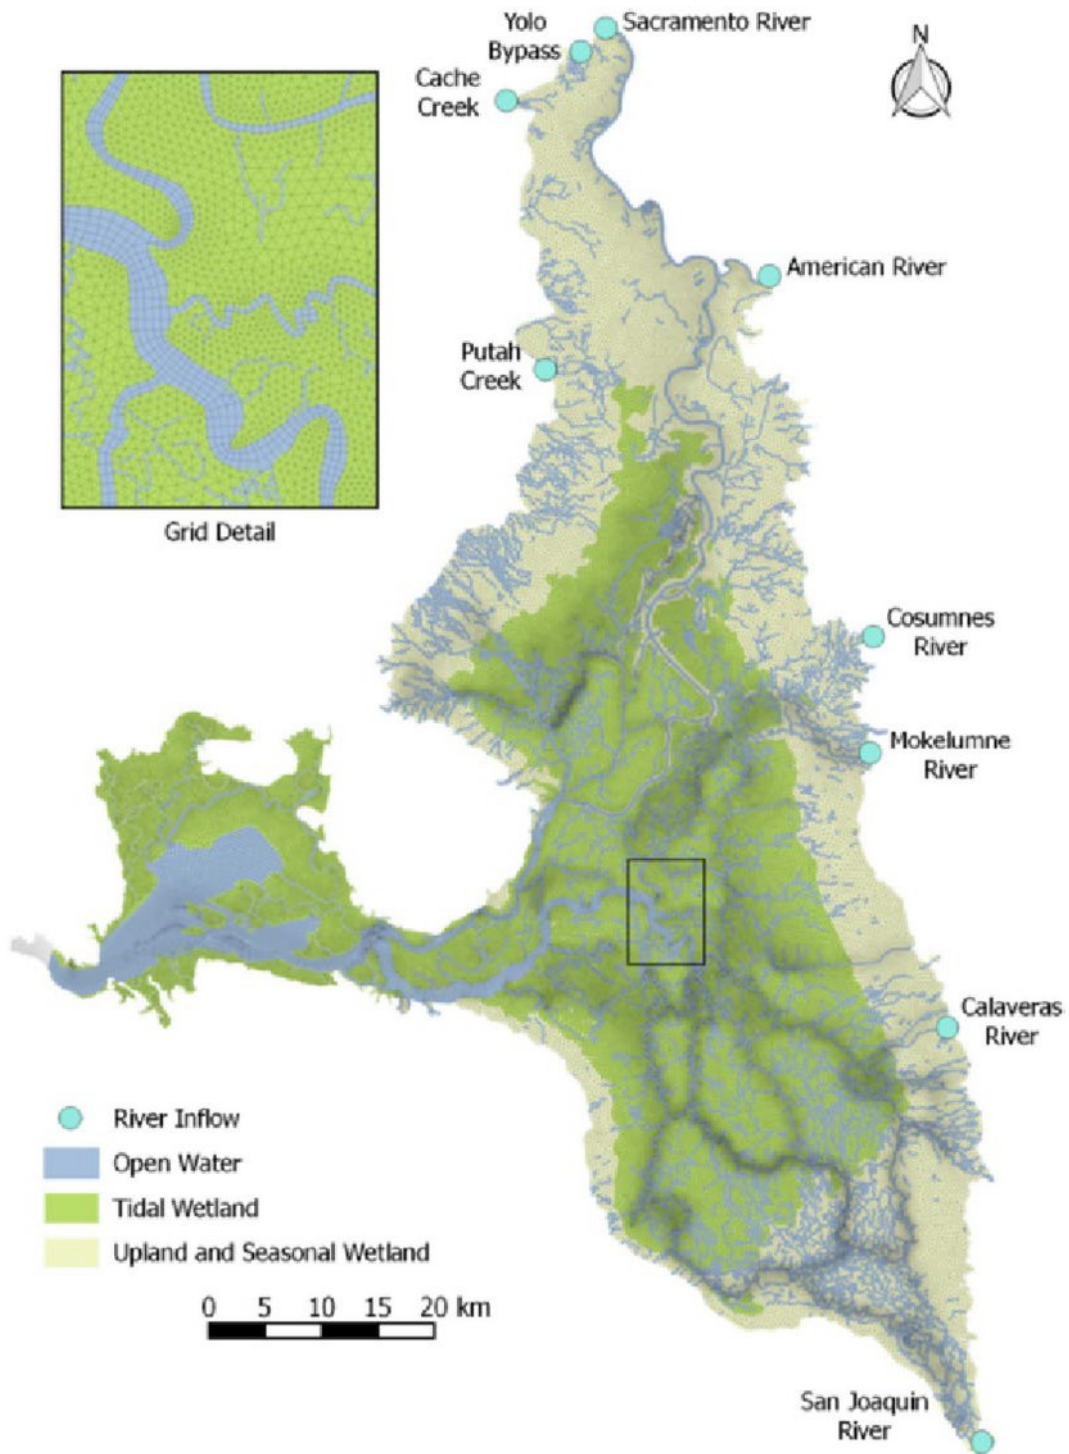 Yolo
Bypass
Sacramento River
Cache
Creek
N
American River
Putah
Creek
Grid Detail
Cosumnes
River
Mokelumne
River
Calaveras
River
River Inflow
Open Water
Tidal Wetland
Upland and Seasonal Wetland
0 5 10 15 20 km
San Joaquin
River